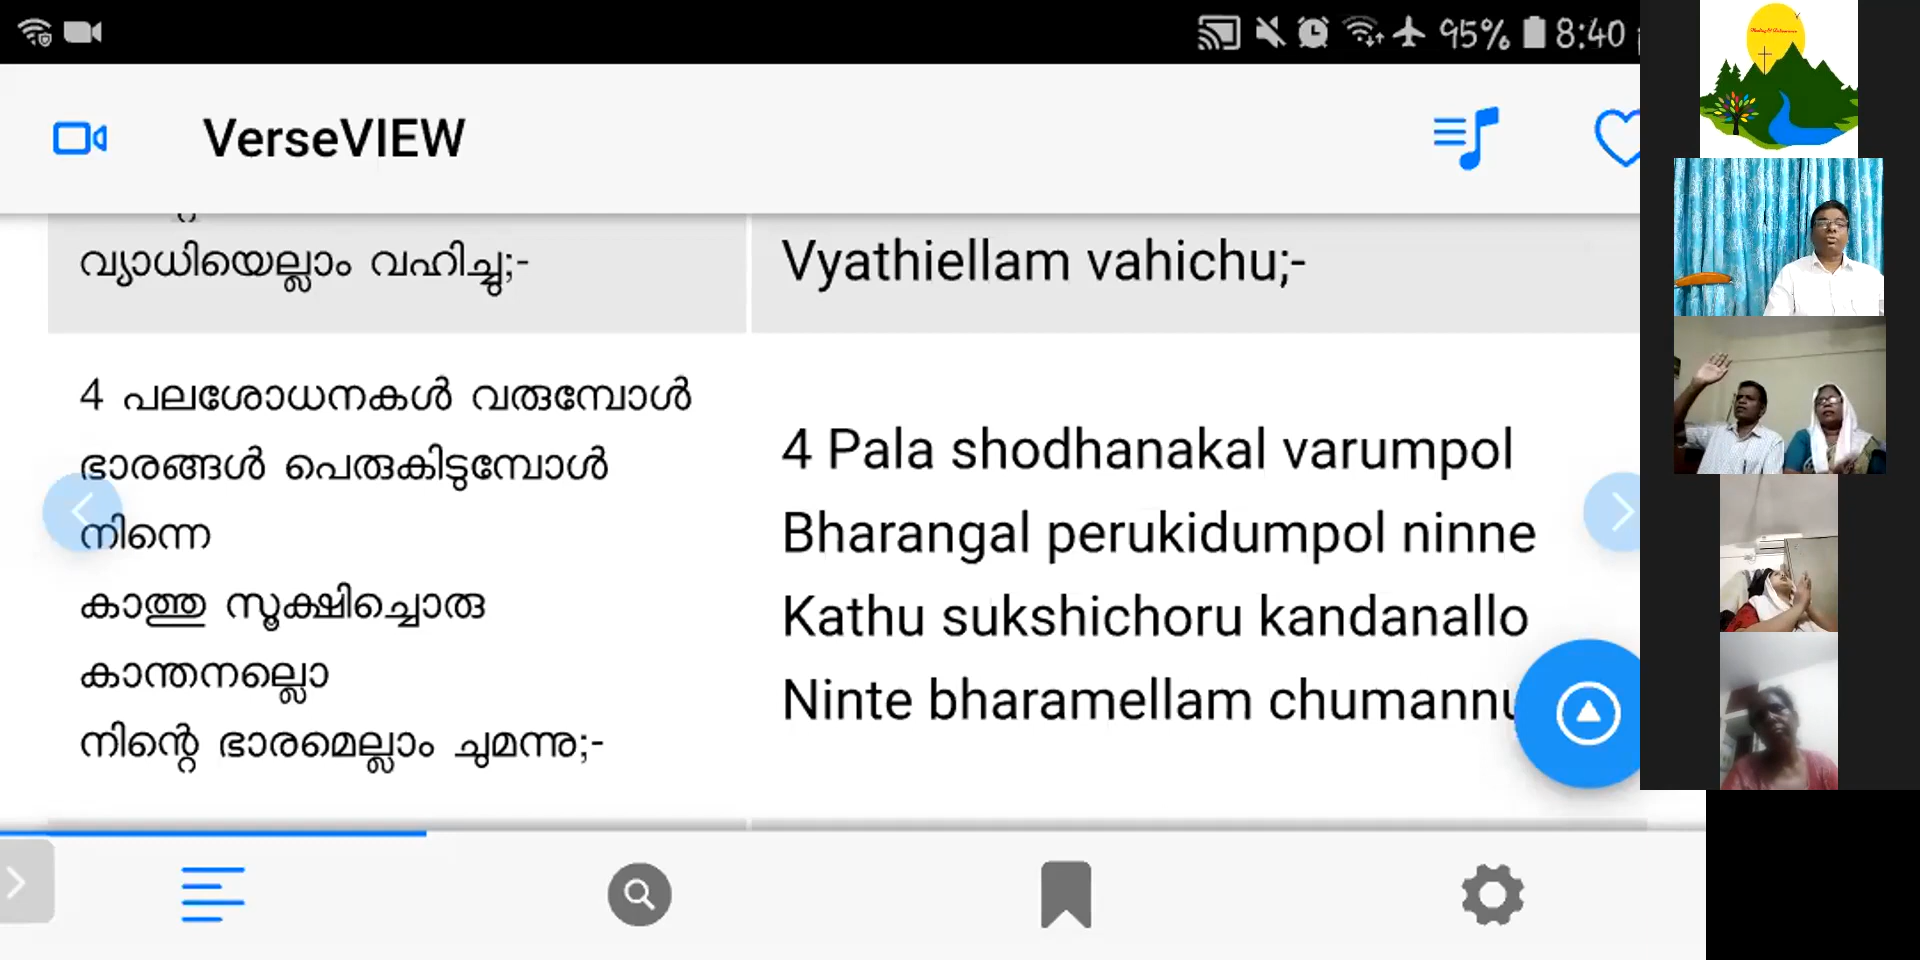 95% 8:40
VerseVIEW
വ്യാധിയെല്ലാം വഹിച്ചു;-
Vyathiellam vahichu;-
4 പലശോധനകൾ വരുമ്പോൾ
ഭാരങ്ങൾ പെരുകിടുമ്പോൾ
നിന്നെ
കാത്തു സൂക്ഷിച്ചൊരു
കാന്തനല്ലൊ
നിന്റെ ഭാരമെല്ലാം ചുമന്നു;-
4 Pala shodhanakal varumpol
Bharangal perukidumpol ninne
Kathu sukshichoru kandanallo
Ninte bharamellam chumannu